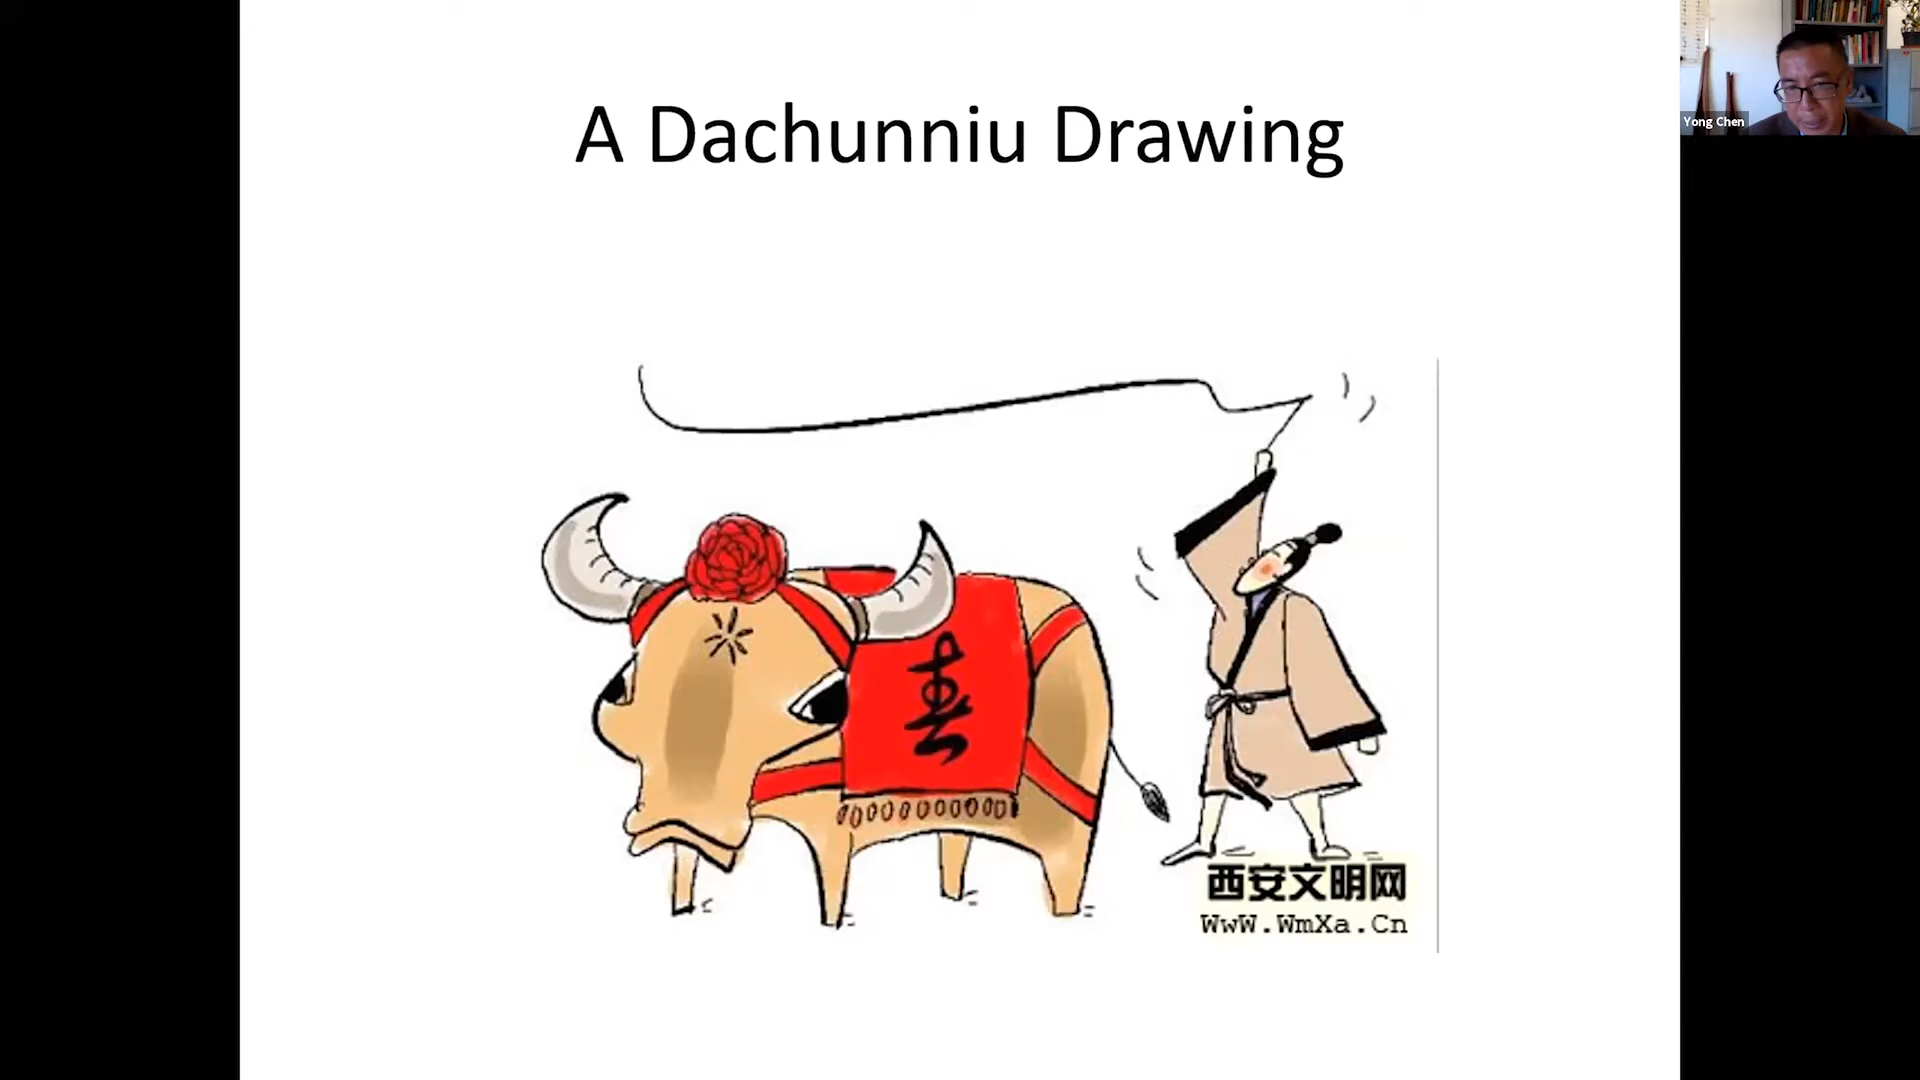 A Dachunniu Drawing
Yong Chen
春
西安文明网
WwW.WmXa.Cn